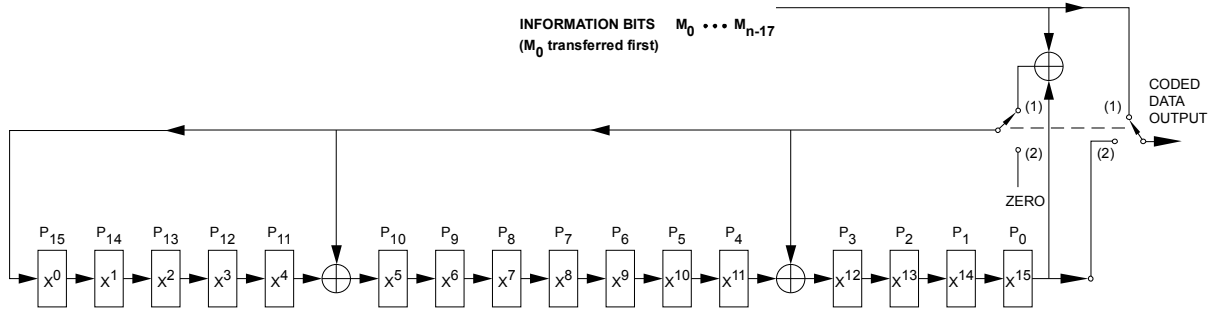 INFORMATION BITS M0 ••• Mn-17
(M0 transferred first)
(1)
(1)
CODED
DATA
OUTPUT
(2)
(2)
ZERO
P15 P14 P13 P12 P11 P10 P9 P8 P7 P6 P5 P4 P3 P2 P1 P0
X0 X1 X2 X3 X4 X5 X6 X7 X8 X9 X10 X11 X12 X13 X14 X15